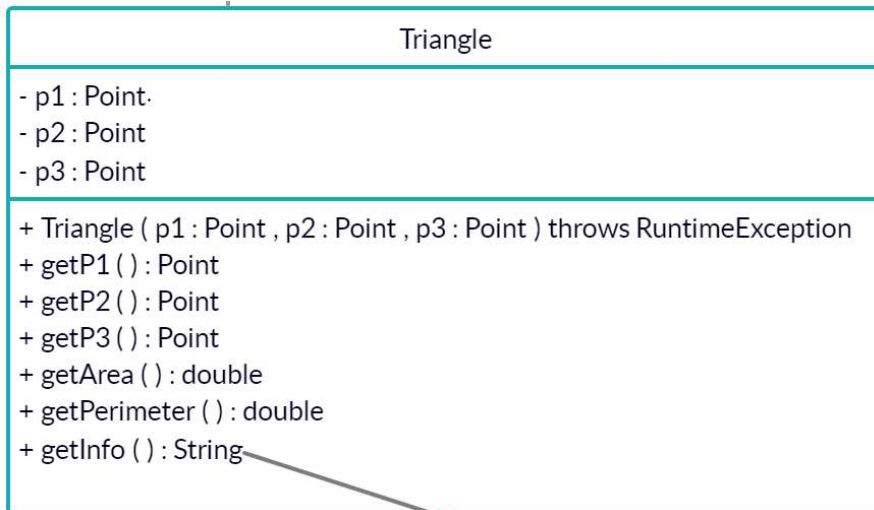 Triangle
- p1 : Point
- p2 : Point
- p3 : Point
+ Triangle ( p1 : Point , p2 : Point , p3 : Point ) throws RuntimeException
+ getP1 ( ) : Point
+ getP2 ( ) : Point
+ getP3 ( ) : Point
+ getArea ( ) : double
+ getPerimeter ( ) : double
+ getInfo ( ) : String